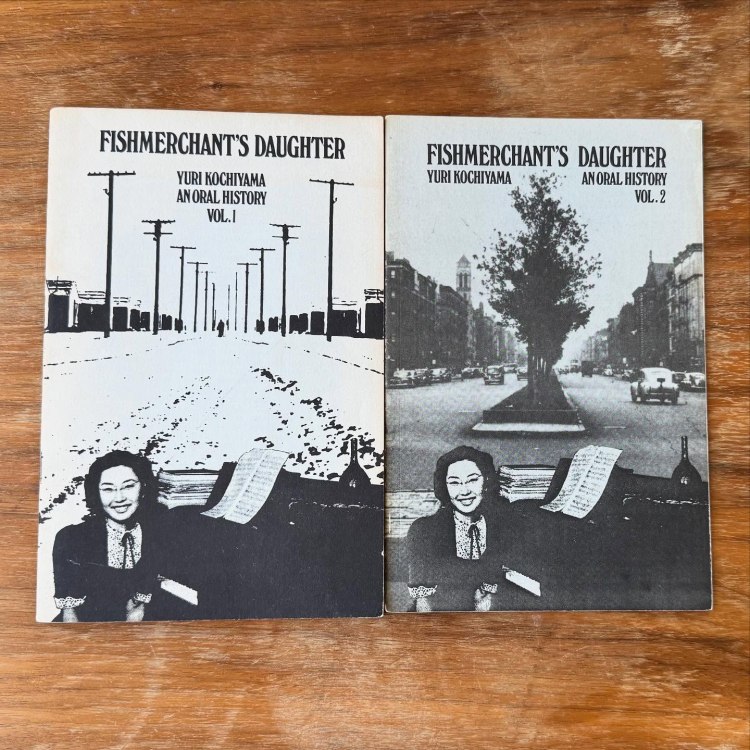 FISHMERCHANT'S DAUGHTER
YURI KOCHIYAMA
AN ORAL HISTORY
VOL. 1
FISHMERCHANT'S DAUGHTER
YURI KOCHIYAMA AN ORAL HISTORY
VOL. 2